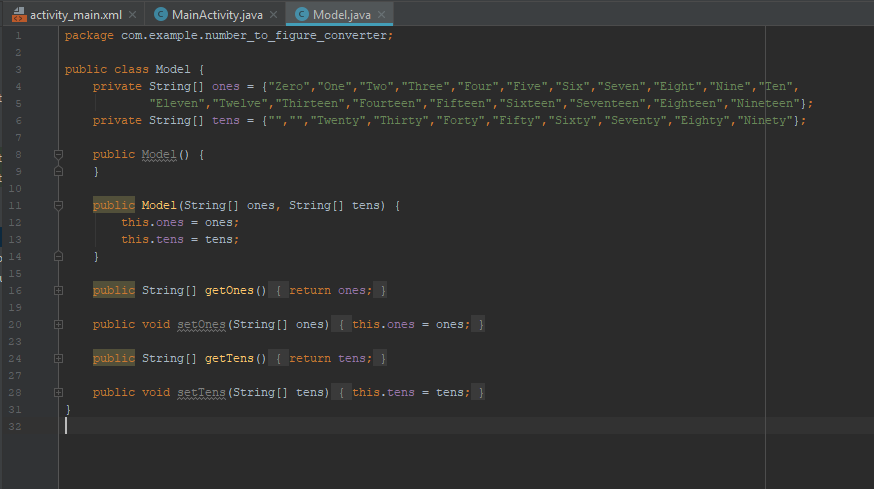 activity_main.xml MainActivity.java Model.java
1 package com.example.number_to_figure_converter;
2
3 public class Model {
4 private String[] ones = {"Zero","One","Two","Three","Four","Five","Six","Seven","Eight","Nine","Ten",
5 "Eleven","Twelve","Thirteen","Fourteen","Fifteen","Sixteen","Seventeen","Eighteen","Nineteen"};
6 private String[] tens = {"","","Twenty","Thirty","Forty","Fifty","Sixty","Seventy","Eighty","Ninety"};
7
8 public Model() {
9 }
10
11 public Model(String[] ones, String[] tens) {
12 this.ones = ones;
13 this.tens = tens;
14 }
15
16 public String[] getOnes() { return ones; }
19
20 public void setOnes(String[] ones) { this.ones = ones; }
23
24 public String[] getTens() { return tens; }
27
28 public void setTens(String[] tens) { this.tens = tens; }
31 }
32